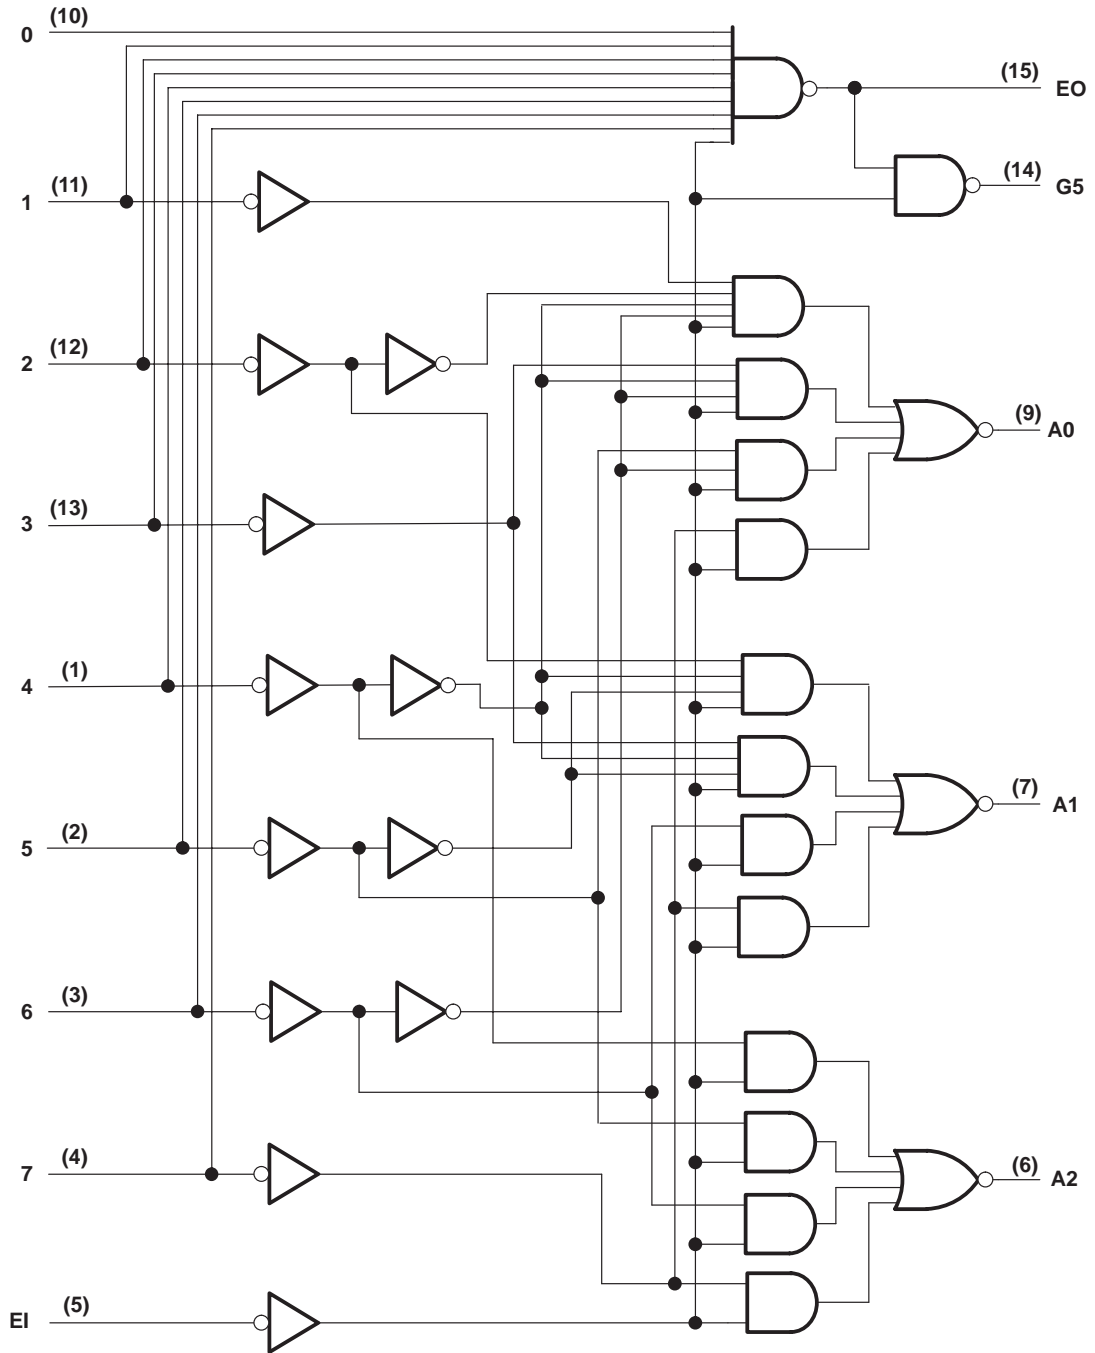 0 (10)
(15) EO
(14) G5
1 (11)
2 (12)
(9) A0
3 (13)
4 (1)
(7) A1
5 (2)
6 (3)
7 (4)
(6) A2
EI (5)